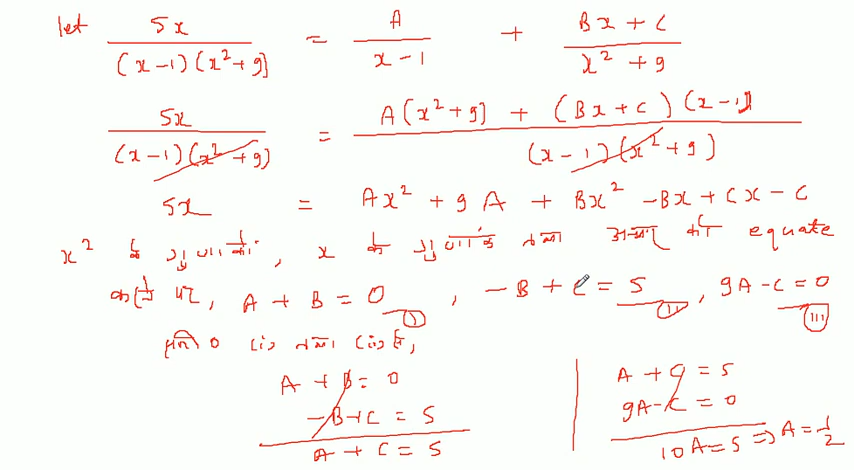 let 5x / (x-1)(x²+9) = A / x-1 + Bx+C / x²+9
5x / (x-1)(x²+9) = A(x²+9) + (Bx+C)(x-1) / (x-1)(x²+9)
5x = Ax² + 9A + Bx² -Bx + Cx - C
x² के गुणांकों, x के गुणांक तथा अचर को equate
करने पर, A + B = 0 (i), -B + C = 5 (ii), 9A-C = 0 (iii)
(i) तथा (ii) से,
A + B = 0
-B+C = 5
A + C = 5
A + C = 5
9A-C = 0
10A=5 ⇒ A = 1/2